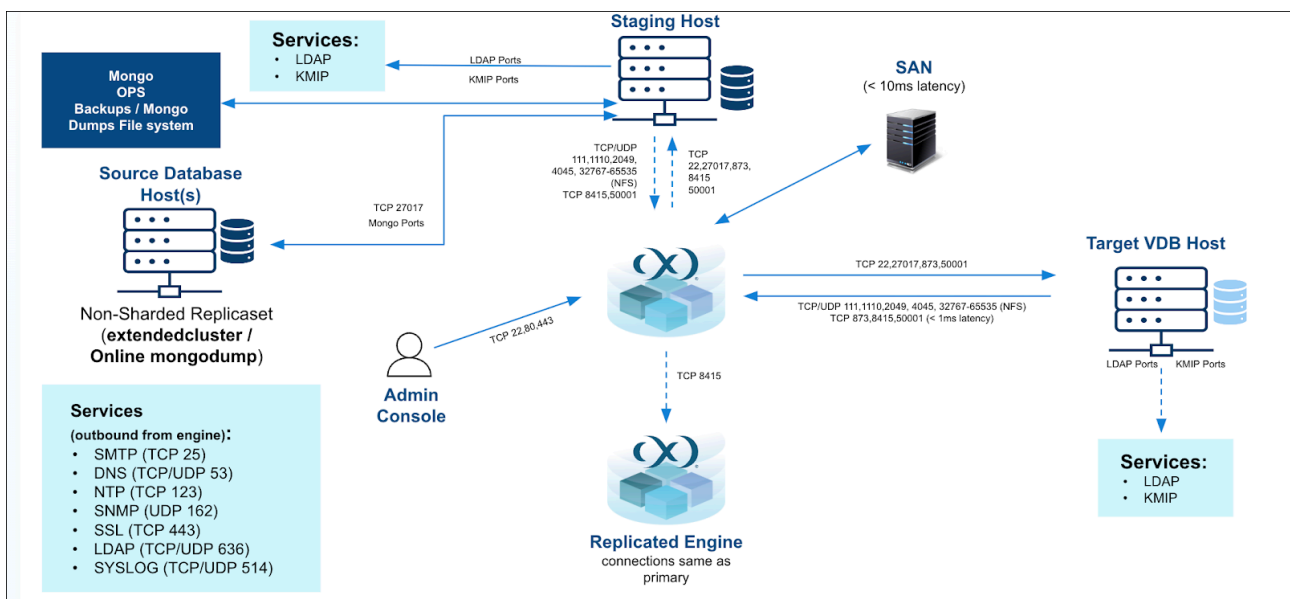 Staging Host
Services:
• LDAP
• KMIP
LDAP Ports
KMIP Ports
Mongo
OPS
Backups / Mongo
Dumps File system
SAN
(< 10ms latency)
TCP/UDP
111,1110,2049,
4045, 32767-65535
(NFS)
TCP 8415,50001
TCP
22,27017,873,
8415
50001
Source Database
Host(s)
TCP 27017
Mongo Ports
Non-Sharded Replicaset
(extendedcluster /
Online mongodump)
Target VDB Host
TCP 22,27017,873,50001
TCP/UDP 111,1110,2049, 4045, 32767-65535 (NFS)
TCP 873,8415,50001 (< 1ms latency)
LDAP Ports
KMIP Ports
TCP 22,80,443
Admin
Console
TCP 8415
Services
(outbound from engine):
• SMTP (TCP 25)
• DNS (TCP/UDP 53)
• NTP (TCP 123)
• SNMP (UDP 162)
• SSL (TCP 443)
• LDAP (TCP/UDP 636)
• SYSLOG (TCP/UDP 514)
Replicated Engine
connections same as
primary
Services:
• LDAP
• KMIP